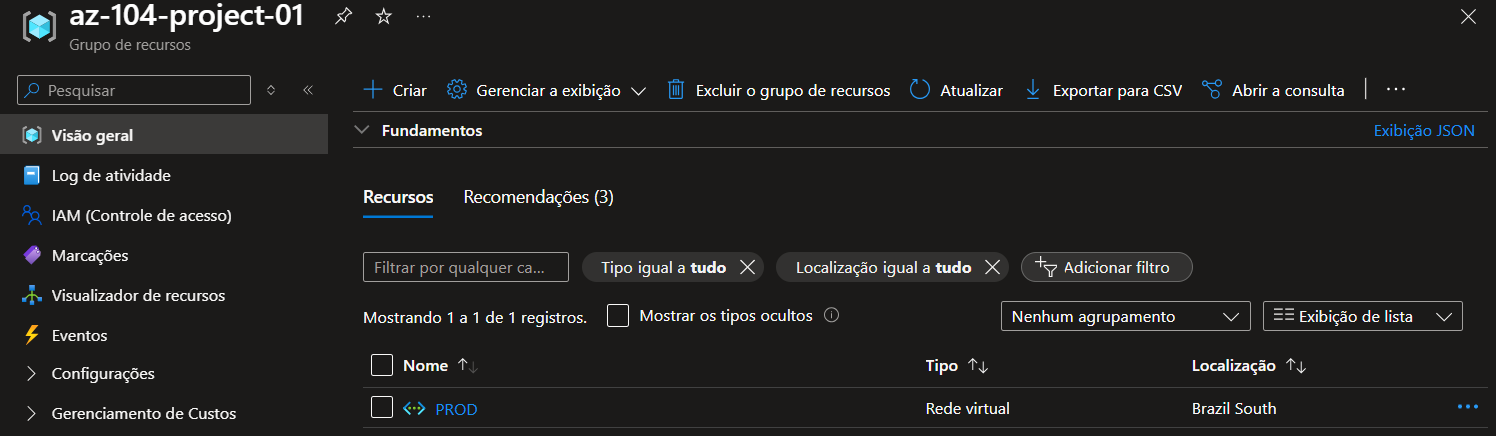 az-104-project-01
Grupo de recursos
Pesquisar
Criar Gerenciar a exibição Excluir o grupo de recursos Atualizar Exportar para CSV Abrir a consulta
Visão geral
Log de atividade
IAM (Controle de acesso)
Marcações
Visualizador de recursos
Eventos
Configurações
Gerenciamento de Custos
Fundamentos Exibição JSON
Recursos Recomendações (3)
Filtrar por qualquer ca... Tipo igual a tudo Localização igual a tudo Adicionar filtro
Mostrando 1 a 1 de 1 registros. Mostrar os tipos ocultos Nenhum agrupamento Exibição de lista
Nome Tipo Localização
PROD Rede virtual Brazil South